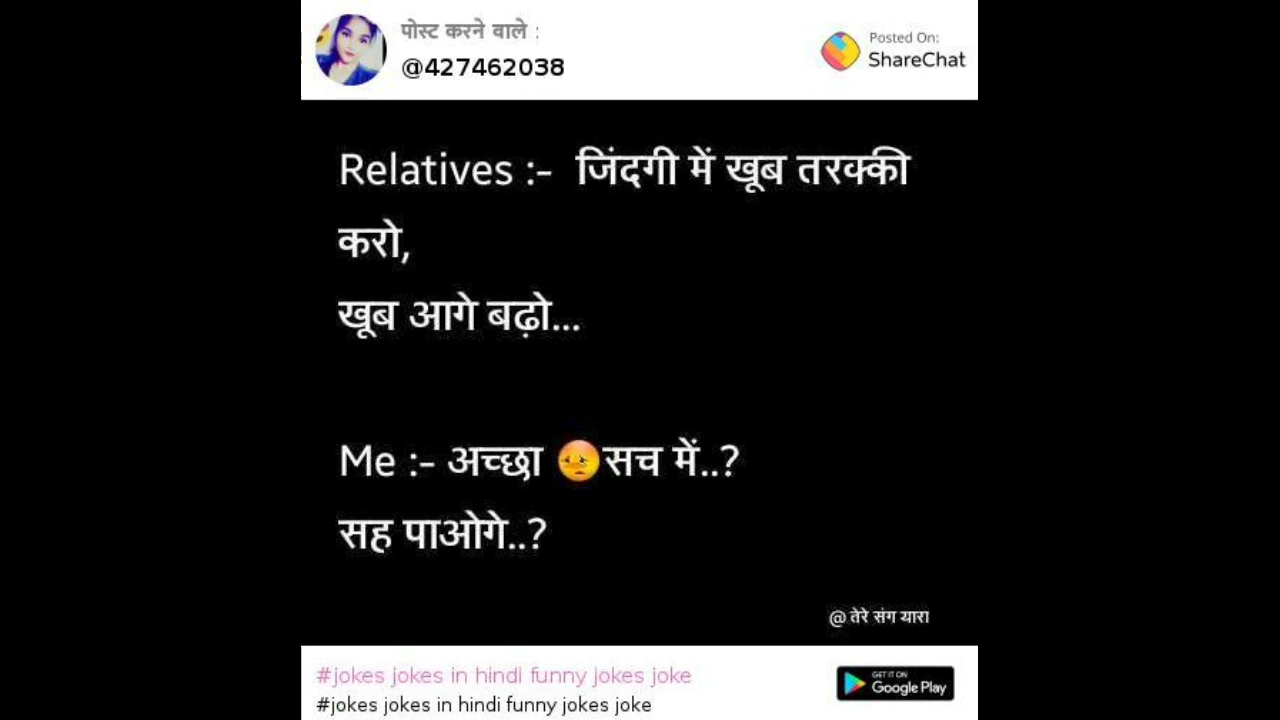 पोस्ट करने वाले :
@427462038
Posted On:
ShareChat
Relatives :- जिंदगी में खूब तरक्की
करो,
खूब आगे बढ़ो...
Me :- अच्छा 😳सच में..?
सह पाओगे..?
@ तेरे संग यारा
#jokes jokes in hindi funny jokes joke
#jokes jokes in hindi funny jokes joke
GET IT ON
Google Play